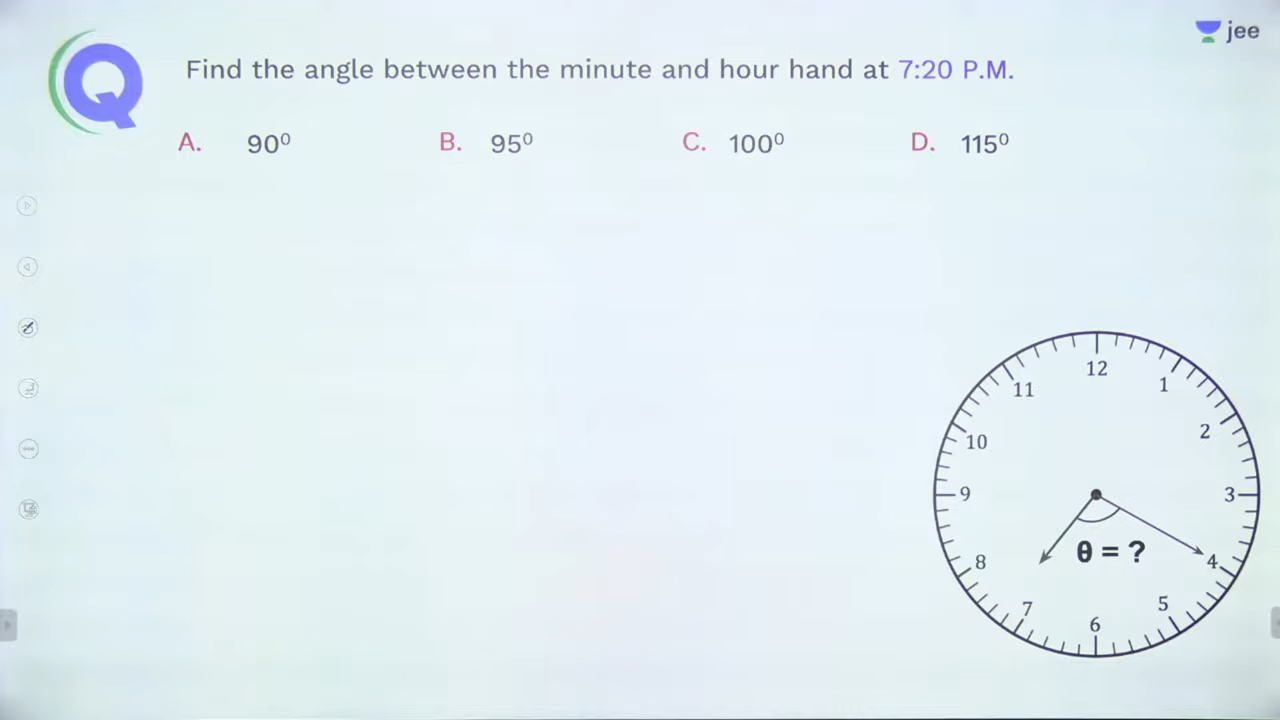 jee
Q
Find the angle between the minute and hour hand at 7:20 P.M.
A. 90⁰ B. 95⁰ C. 100⁰ D. 115⁰
12
11 1
10 2
9 3
8 4
7 5
6
θ = ?